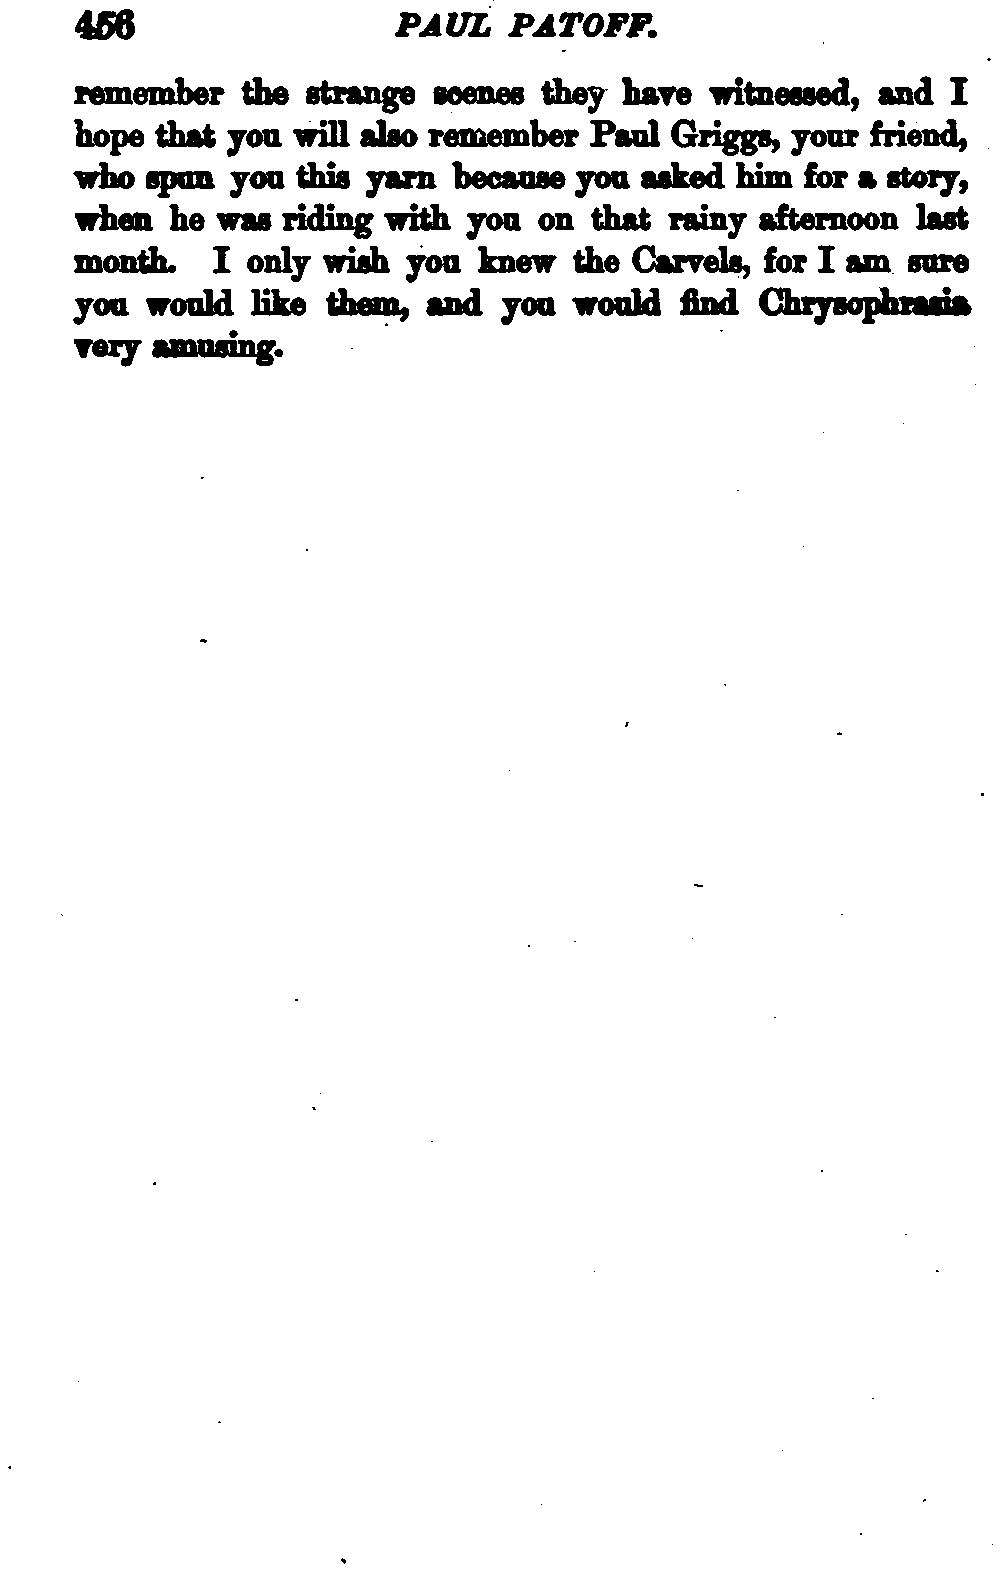 456 PAUL PATOFF.
remember the strange scenes they have witnessed, and I
hope that you will also remember Paul Griggs, your friend,
who spun you this yarn because you asked him for a story,
when he was riding with you on that rainy afternoon last
month. I only wish you knew the Carvels, for I am sure
you would like them, and you would find Chrysophrasia
very amusing.